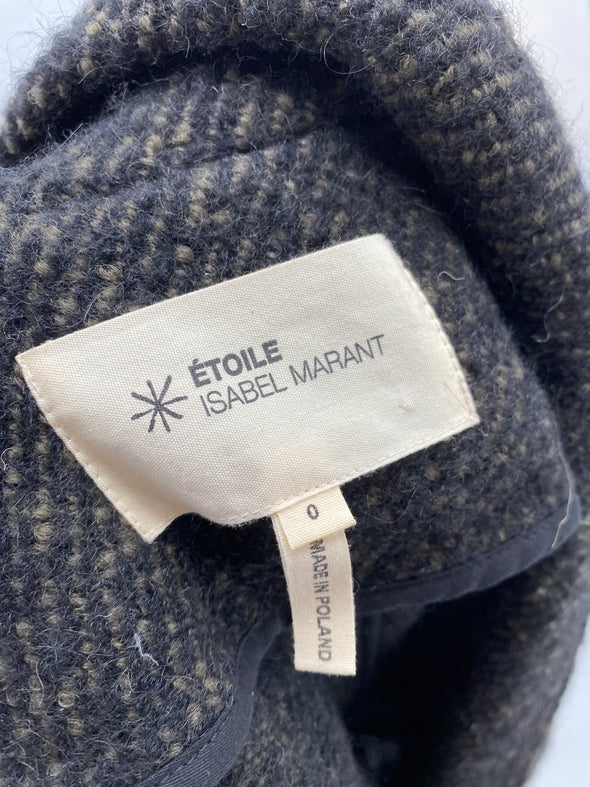 ÉTOILE
ISABEL MARANT
0
MADE IN POLAND